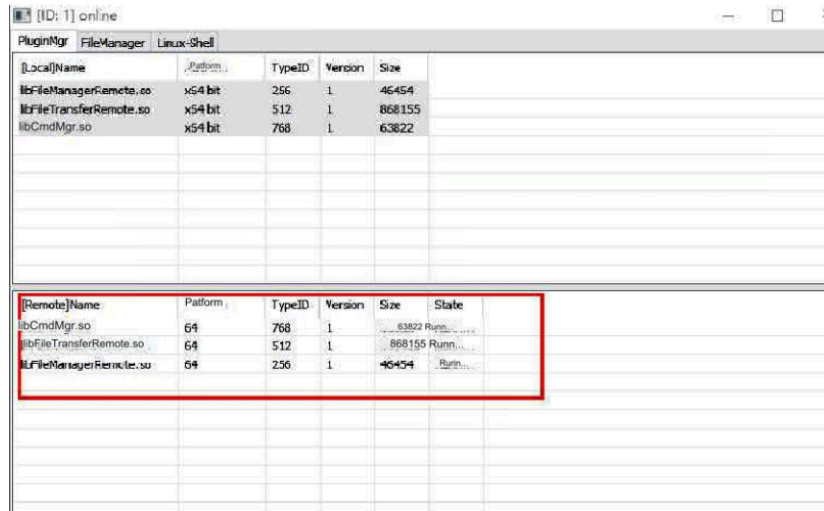 [ID: 1] online
PluginMgr FileManager Linux-Shell
[Local]Name Patform TypeID Version Size
libFileManagerRemote.so x64 bit 256 1 46454
libFileTransferRemote.so x64 bit 512 1 868155
libCmdMgr.so x64 bit 768 1 63822
[Remote]Name Patform TypeID Version Size State
libCmdMgr.so 64 768 1 63822 Runn...
libFileTransferRemote.so 64 512 1 868155 Runn...
libFileManagerRemote.so 64 256 1 46454 Runn...